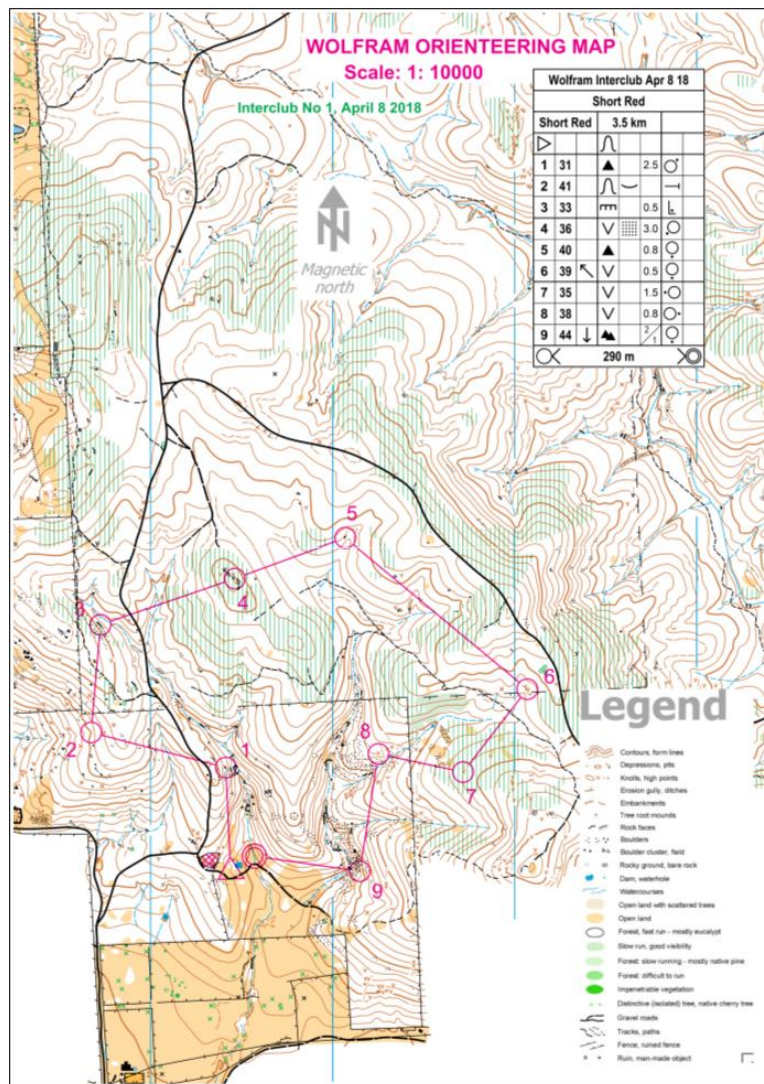 WOLFRAM ORIENTEERING MAP
Scale: 1: 10000
Interclub No 1, April 8 2018
Magnetic
north
Wolfram Interclub Apr 8 18
Short Red
Short Red 3.5 km
1 31 2.5
2 41
3 33 0.5
4 36 3.0
5 40 0.8
6 39 0.5
7 35 1.5
8 38 0.8
9 44 2/1
290 m
5
4
3
6
2
1
8
7
9
Legend
Contours, form lines
Depressions, pits
Knolls, high points
Erosion gully, ditches
Embankments
Tree root mounds
Rock faces
Boulders
Boulder cluster, field
Rocky ground, bare rock
Dam, waterhole
Watercourses
Open land with scattered trees
Open land
Forest, fast run - mostly eucalypt
Slow run, good visibility
Forest: slow running - mostly native pine
Forest: difficult to run
Impenetrable vegetation
Distinctive (isolated) tree, native cherry tree
Gravel roads
Tracks, paths
Fence, ruined fence
Ruin, man-made object